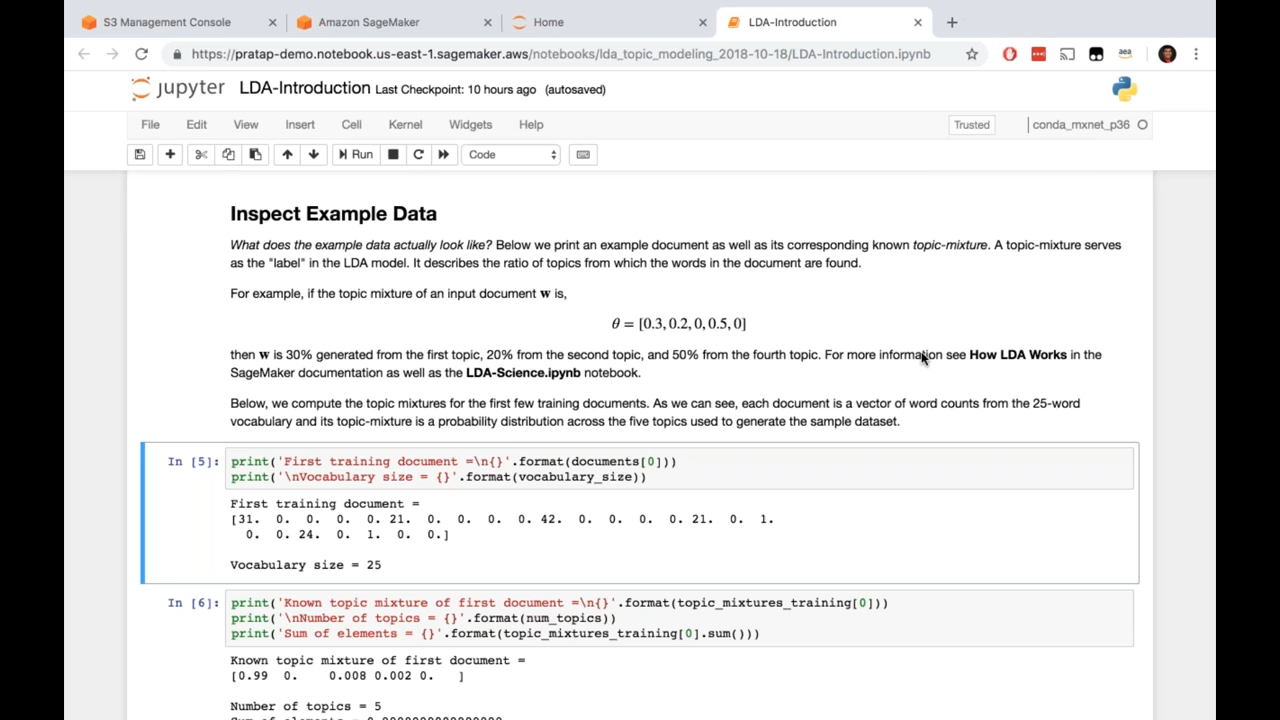 S3 Management Console
Amazon SageMaker
Home
LDA-Introduction
https://pratap-demo.notebook.us-east-1.sagemaker.aws/notebooks/lda_topic_modeling_2018-10-18/LDA-Introduction.ipynb
aea
jupyter LDA-Introduction Last Checkpoint: 10 hours ago (autosaved)
File Edit View Insert Cell Kernel Widgets Help Trusted conda_mxnet_p36
Run Code
Inspect Example Data
What does the example data actually look like? Below we print an example document as well as its corresponding known topic-mixture. A topic-mixture serves
as the "label" in the LDA model. It describes the ratio of topics from which the words in the document are found.
For example, if the topic mixture of an input document w is,
θ = [0.3, 0.2, 0, 0.5, 0]
then w is 30% generated from the first topic, 20% from the second topic, and 50% from the fourth topic. For more information see How LDA Works in the
SageMaker documentation as well as the LDA-Science.ipynb notebook.
Below, we compute the topic mixtures for the first few training documents. As we can see, each document is a vector of word counts from the 25-word
vocabulary and its topic-mixture is a probability distribution across the five topics used to generate the sample dataset.
In [5]: print('First training document =\n{}'.format(documents[0]))
print('\nVocabulary size = {}'.format(vocabulary_size))
First training document =
[31. 0. 0. 0. 0. 21. 0. 0. 0. 0. 42. 0. 0. 0. 0. 21. 0. 1.
0. 0. 24. 0. 1. 0. 0.]
Vocabulary size = 25
In [6]: print('Known topic mixture of first document =\n{}'.format(topic_mixtures_training[0]))
print('\nNumber of topics = {}'.format(num_topics))
print('Sum of elements = {}'.format(topic_mixtures_training[0].sum()))
Known topic mixture of first document =
[0.99 0. 0.008 0.002 0. ]
Number of topics = 5